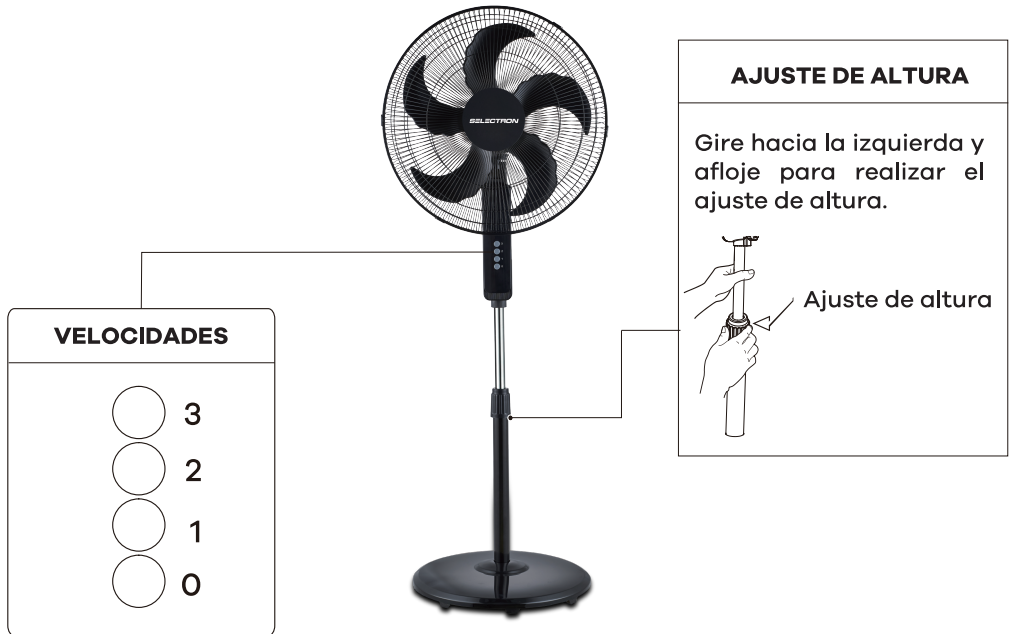 SELECTRON
AJUSTE DE ALTURA
Gire hacia la izquierda y
afloje para realizar el
ajuste de altura.
Ajuste de altura
VELOCIDADES
3
2
1
0